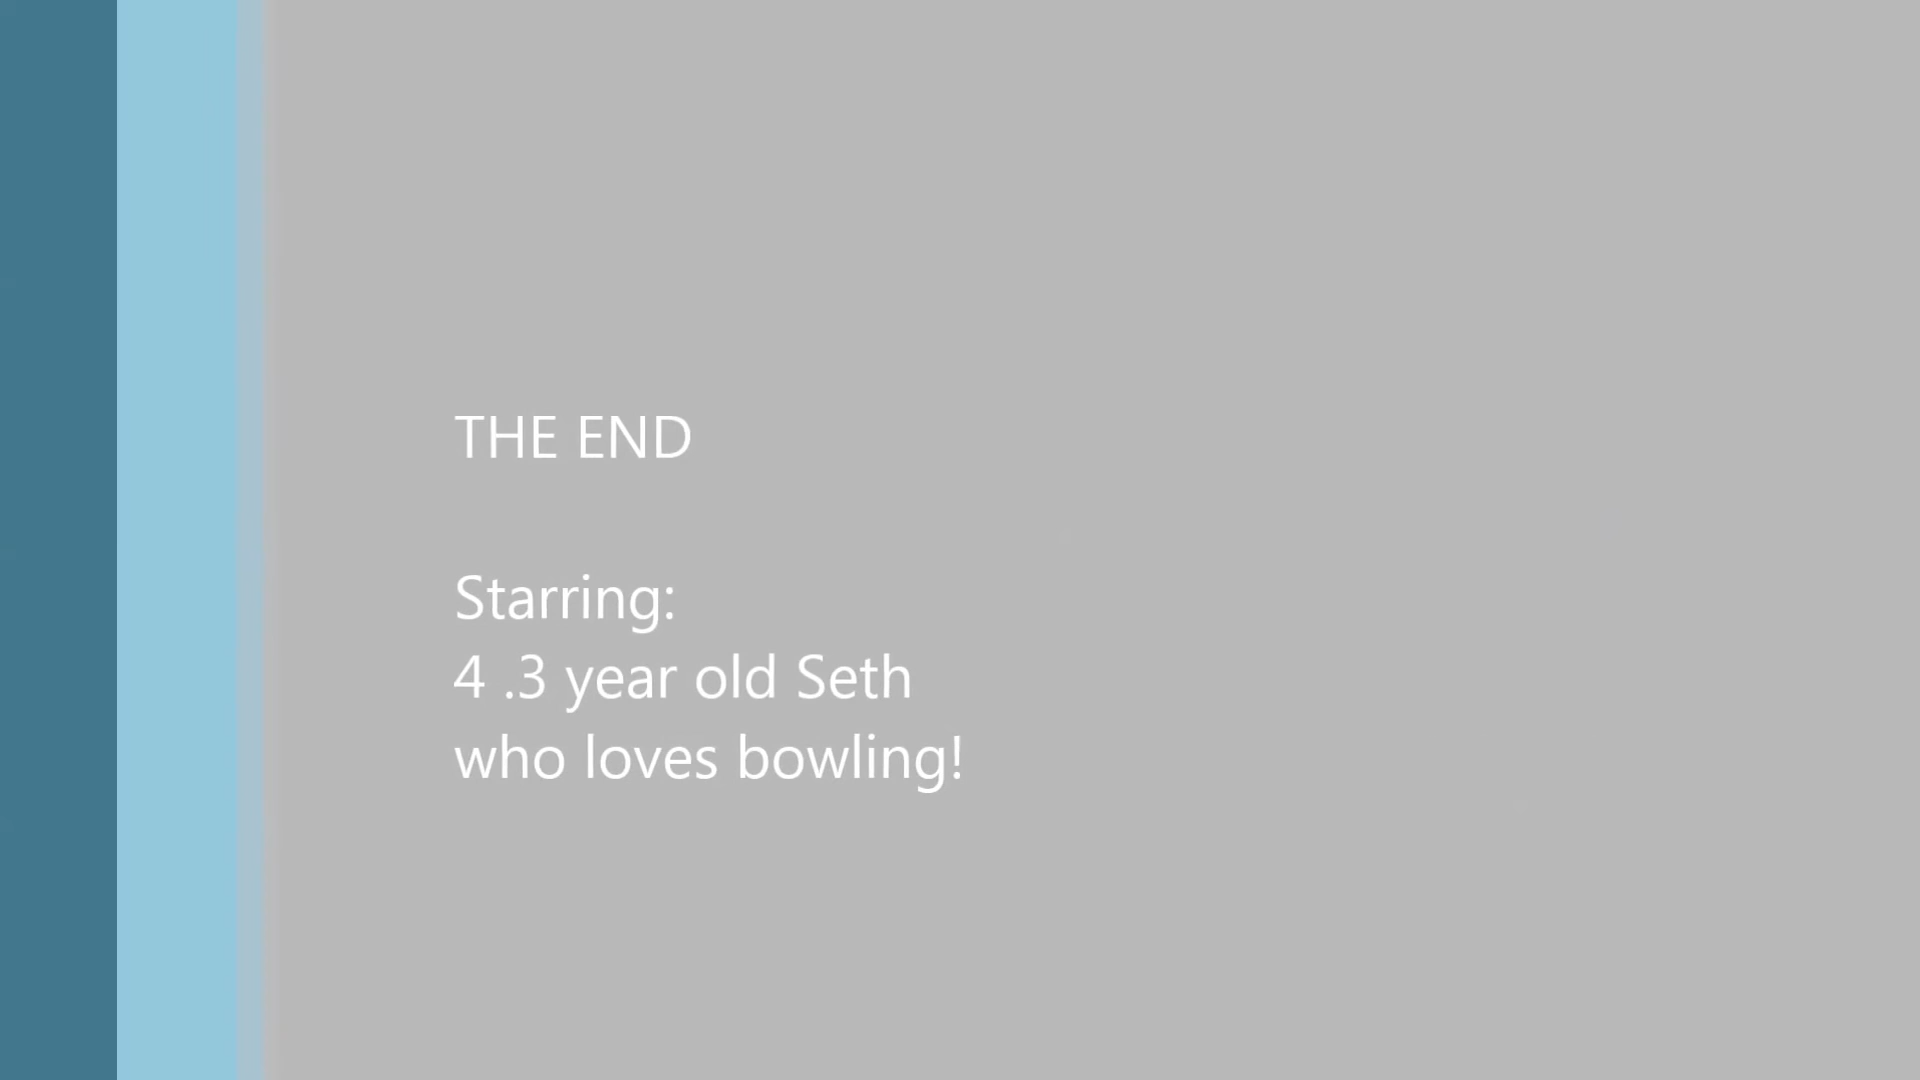 THE END
Starring:
4 .3 year old Seth
who loves bowling!